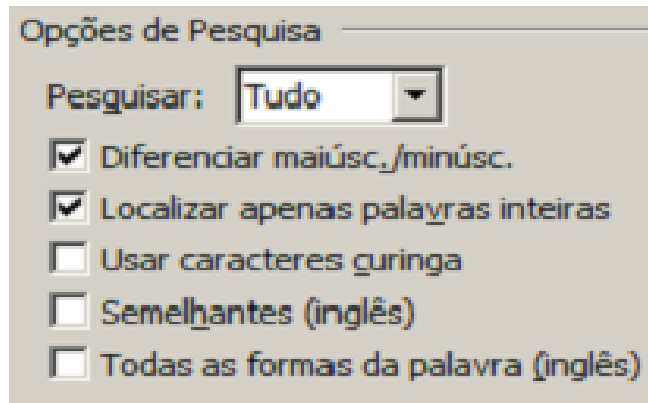 Opções de Pesquisa
Pesquisar: Tudo
Diferenciar maiúsc./minúsc.
Localizar apenas palavras inteiras
Usar caracteres curinga
Semelhantes (inglês)
Todas as formas da palavra (inglês)